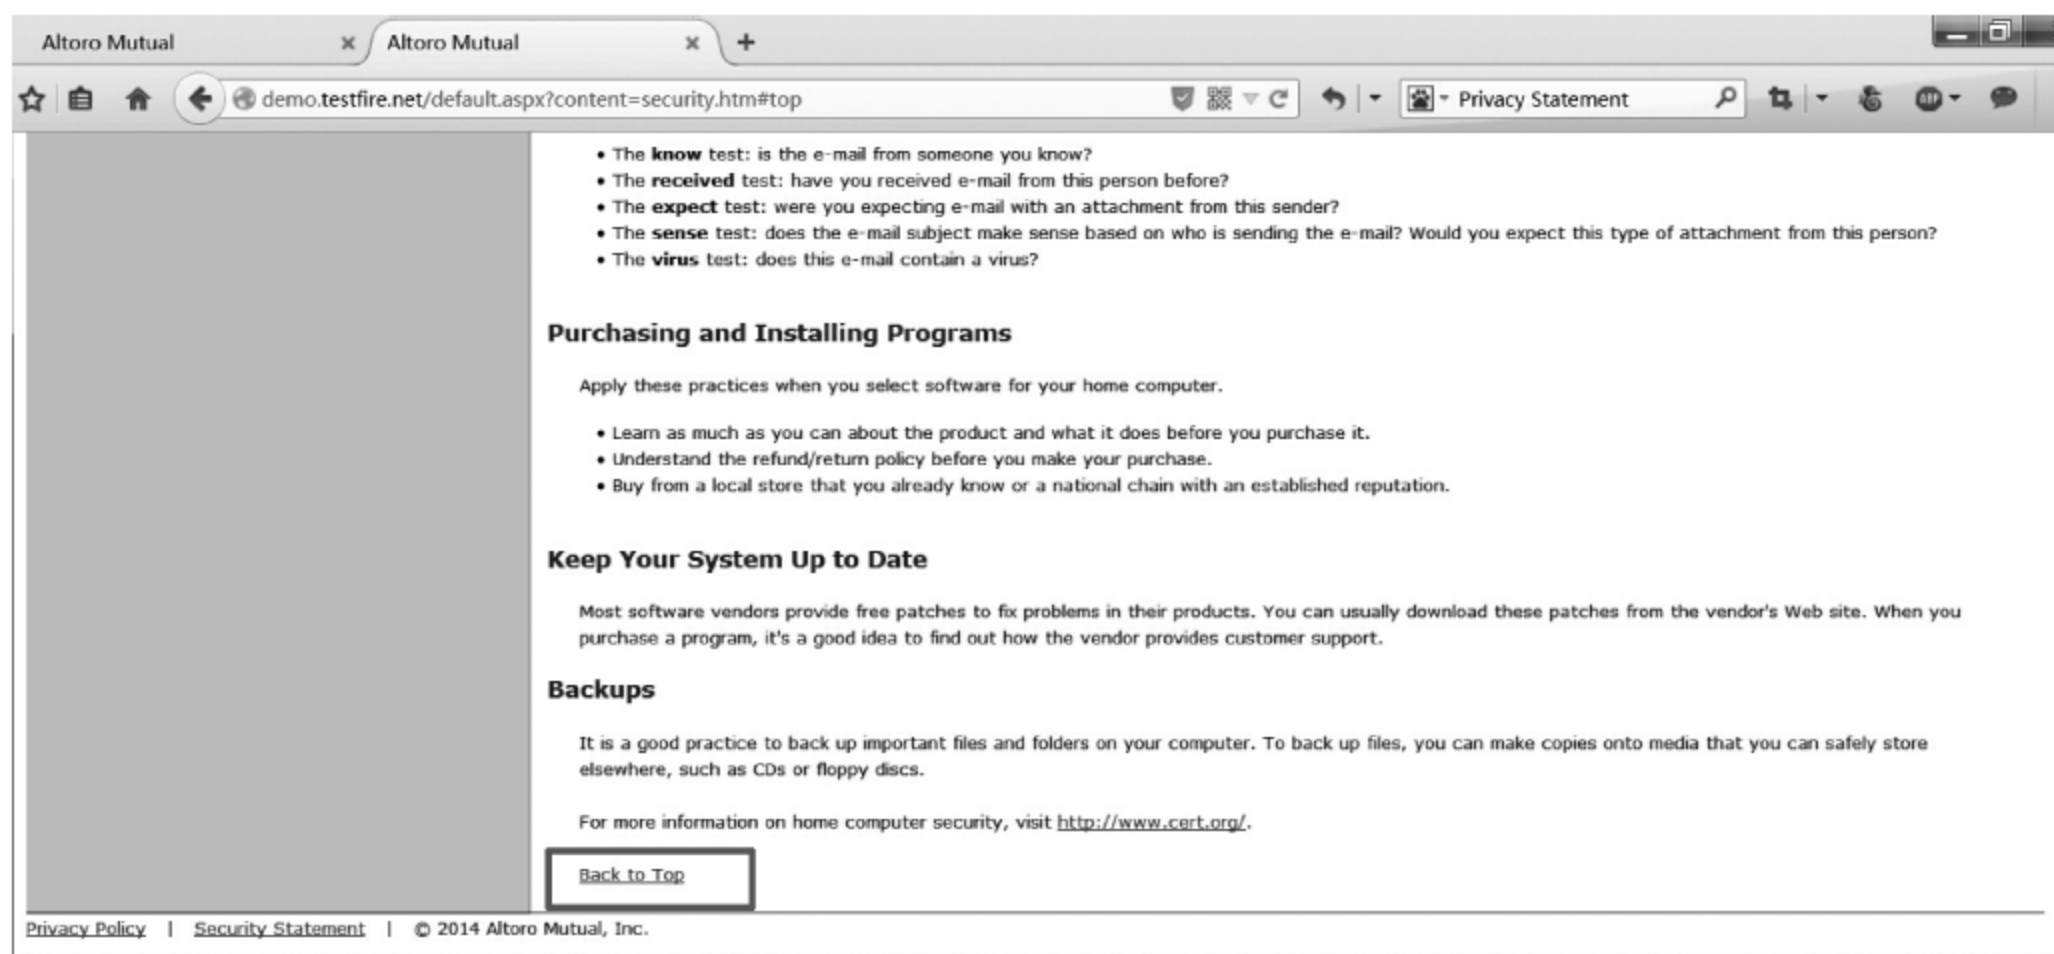 Altoro Mutual
Altoro Mutual
demo.testfire.net/default.aspx?content=security.htm#top
Privacy Statement
ABP
• The know test: is the e-mail from someone you know?
• The received test: have you received e-mail from this person before?
• The expect test: were you expecting e-mail with an attachment from this sender?
• The sense test: does the e-mail subject make sense based on who is sending the e-mail? Would you expect this type of attachment from this person?
• The virus test: does this e-mail contain a virus?
Purchasing and Installing Programs
Apply these practices when you select software for your home computer.
• Learn as much as you can about the product and what it does before you purchase it.
• Understand the refund/return policy before you make your purchase.
• Buy from a local store that you already know or a national chain with an established reputation.
Keep Your System Up to Date
Most software vendors provide free patches to fix problems in their products. You can usually download these patches from the vendor's Web site. When you
purchase a program, it's a good idea to find out how the vendor provides customer support.
Backups
It is a good practice to back up important files and folders on your computer. To back up files, you can make copies onto media that you can safely store
elsewhere, such as CDs or floppy discs.
For more information on home computer security, visit http://www.cert.org/.
Back to Top
Privacy Policy | Security Statement | © 2014 Altoro Mutual, Inc.